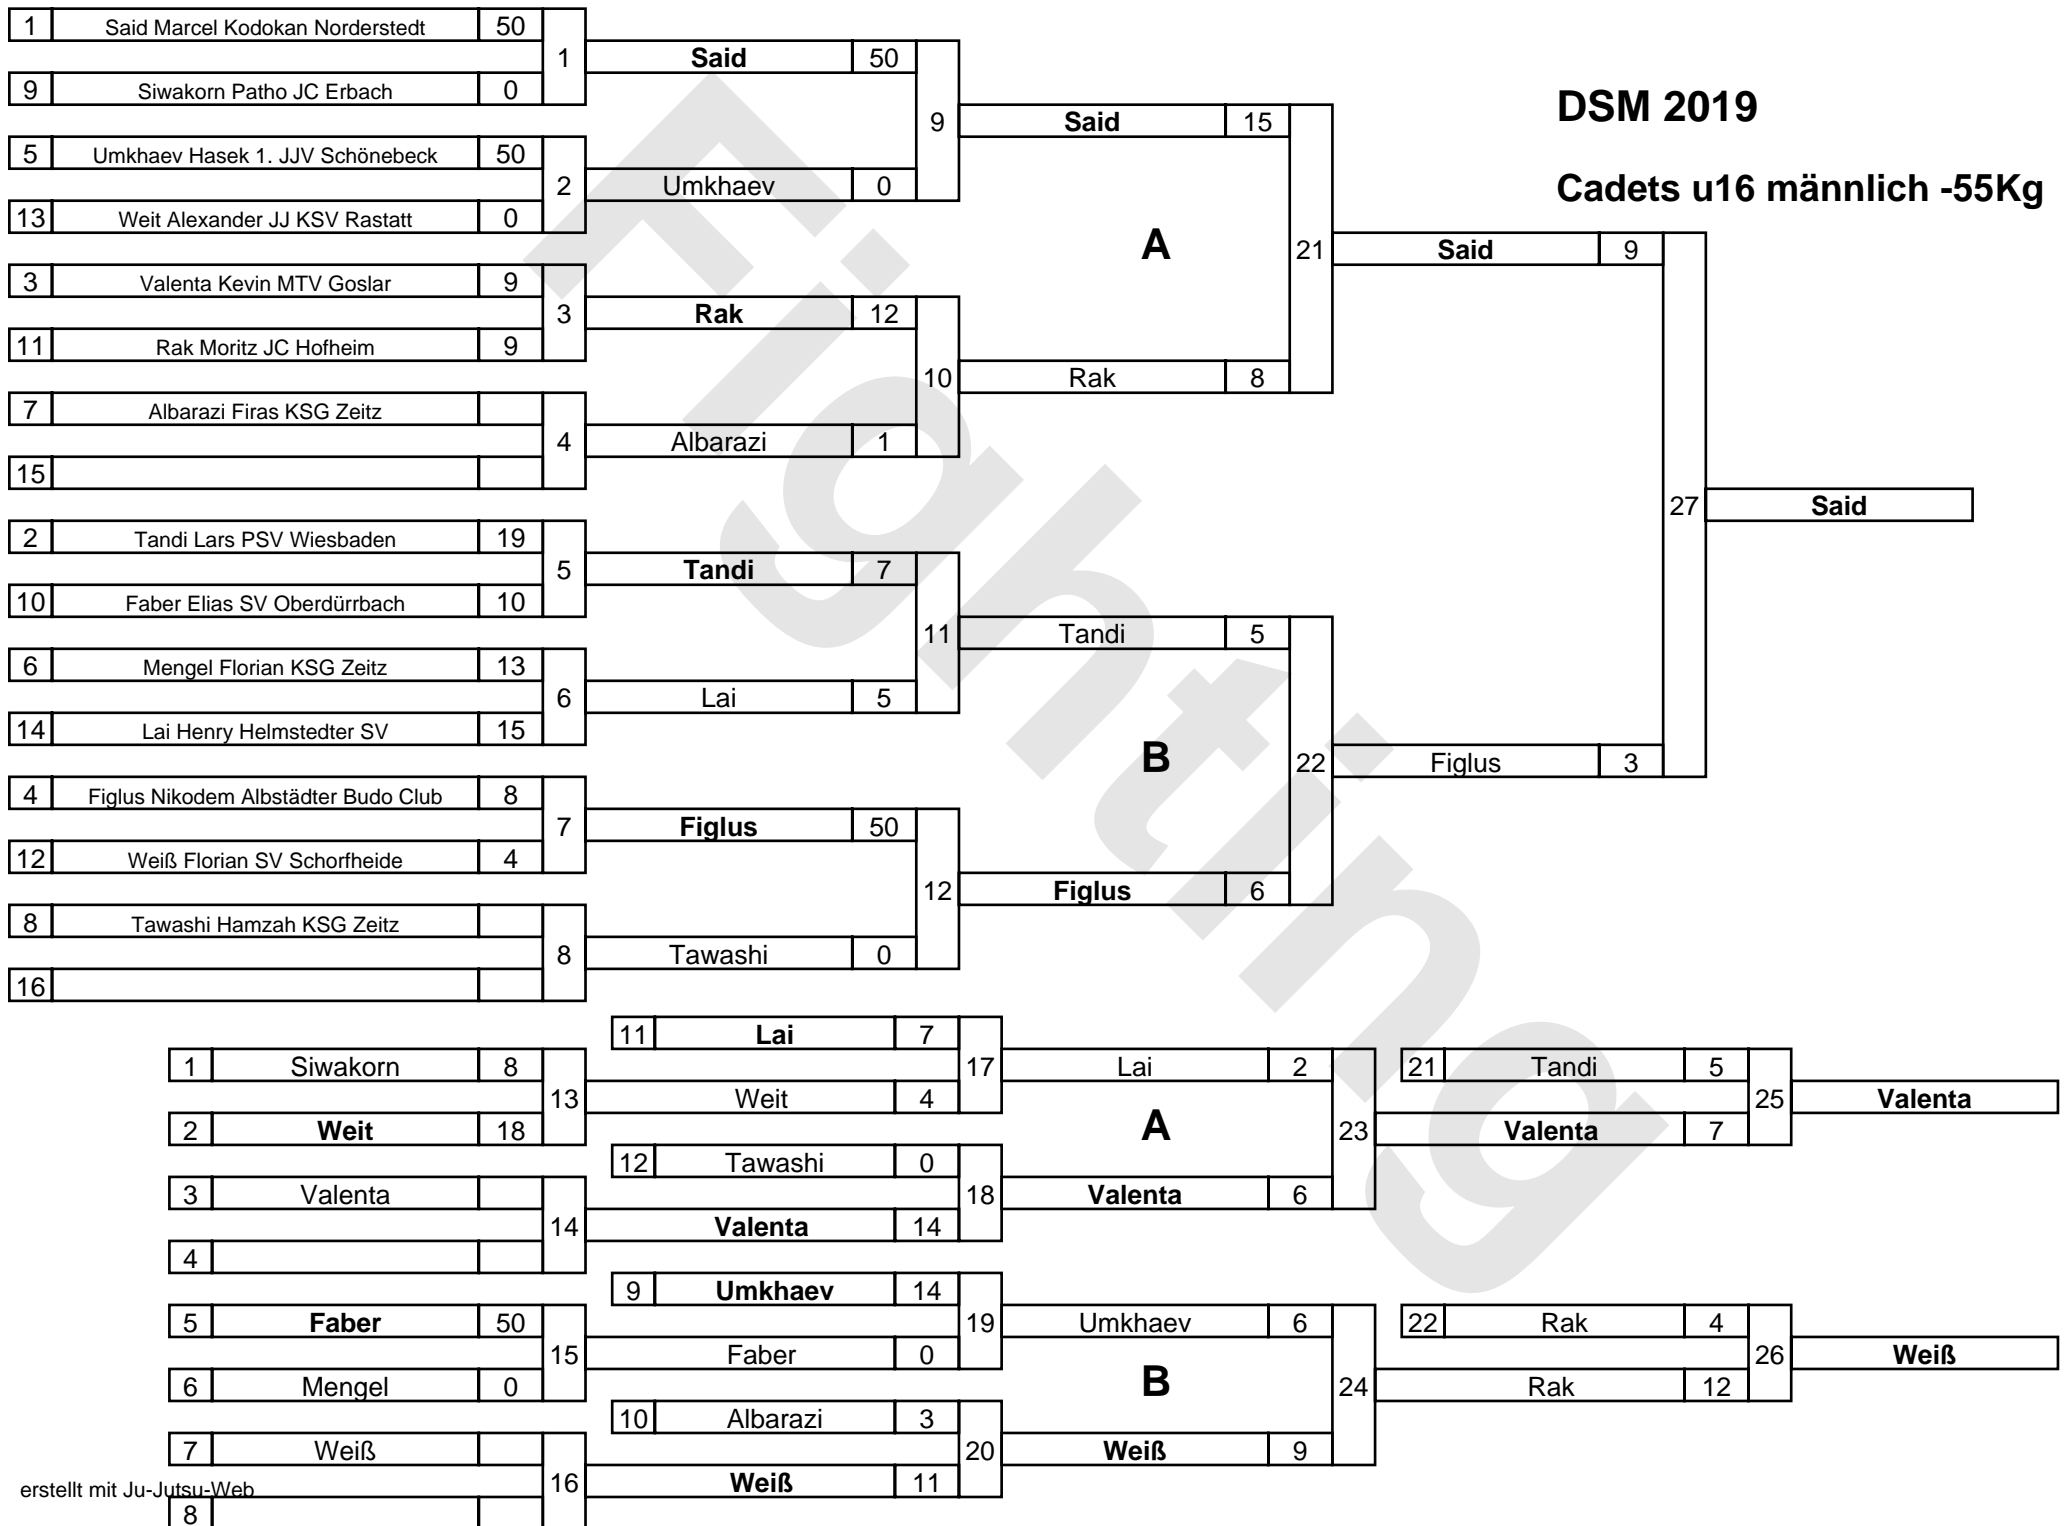 DSM 2019
Cadets u16 männlich -55Kg
1 Said Marcel Kodokan Norderstedt 50
1
9 Siwakorn Patho JC Erbach 0
5 Umkhaev Hasek 1. JJV Schönebeck 50
2
13 Weit Alexander JJ KSV Rastatt 0
3 Valenta Kevin MTV Goslar 9
3
11 Rak Moritz JC Hofheim 9
7 Albarazi Firas KSG Zeitz
4
15
2 Tandi Lars PSV Wiesbaden 19
5
10 Faber Elias SV Oberdürrbach 10
6 Mengel Florian KSG Zeitz 13
6
14 Lai Henry Helmstedter SV 15
4 Figlus Nikodem Albstädter Budo Club 8
7
12 Weiß Florian SV Schorfheide 4
8 Tawashi Hamzah KSG Zeitz
8
16
Said 50
9
Umkhaev 0
Rak 12
10
Albarazi 1
Tandi 7
11
Lai 5
Figlus 50
12
Tawashi 0
Said 15
A
21
Rak 8
Tandi 5
B
22
Figlus 6
Said 9
27
Figlus 3
Said
Fighting
1 Siwakorn 8
13
2 Weit 18
3 Valenta
14
4
5 Faber 50
15
6 Mengel 0
7 Weiß
16
8
11 Lai 7
17
Weit 4
12 Tawashi 0
18
Valenta 14
9 Umkhaev 14
19
Faber 0
10 Albarazi 3
20
Weiß 11
Lai 2
A
23
Valenta 6
Umkhaev 6
B
24
Weiß 9
21 Tandi 5
25
Valenta 7
Valenta
22 Rak 4
26
Rak 12
Weiß
erstellt mit Ju-Jutsu-Web